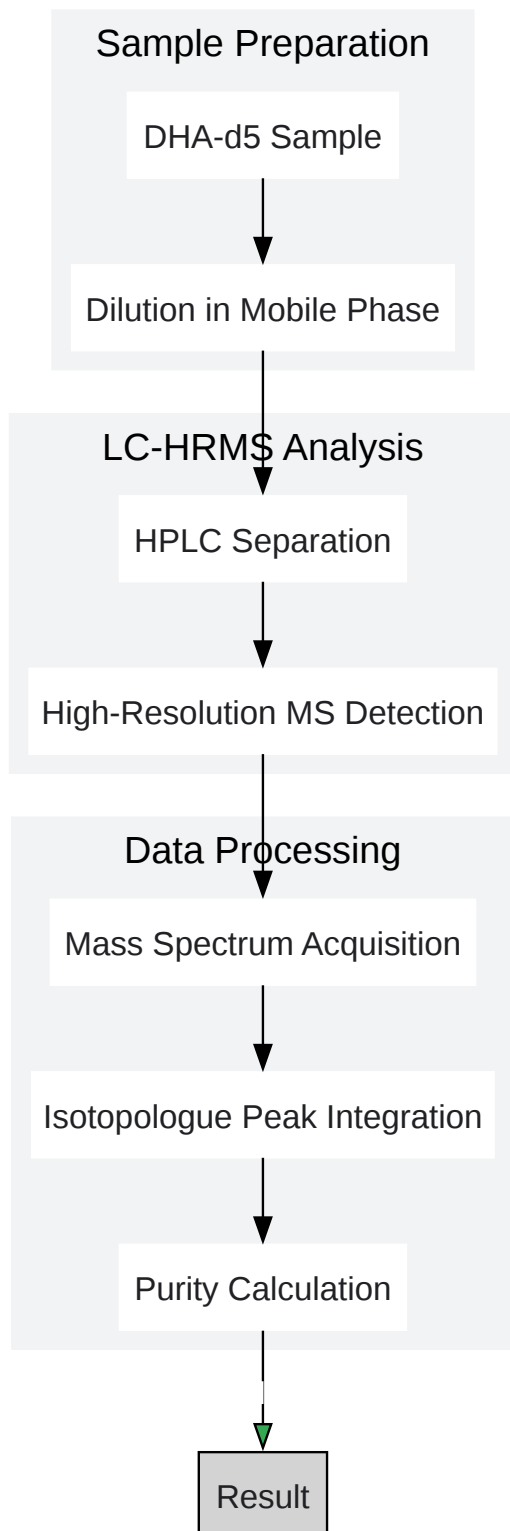 Sample Preparation
DHA-d5 Sample
Dilution in Mobile Phase
LC-HRMS Analysis
HPLC Separation
High-Resolution MS Detection
Data Processing
Mass Spectrum Acquisition
Isotopologue Peak Integration
Purity Calculation
Result